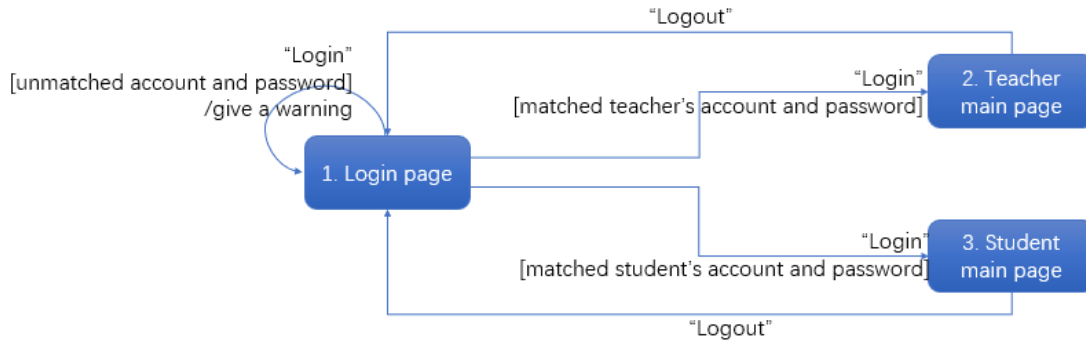 “Logout”
“Login”
[unmatched account and password]
/give a warning
“Login”
[matched teacher’s account and password]
2. Teacher
main page
1. Login page
“Login”
[matched student’s account and password]
3. Student
main page
“Logout”